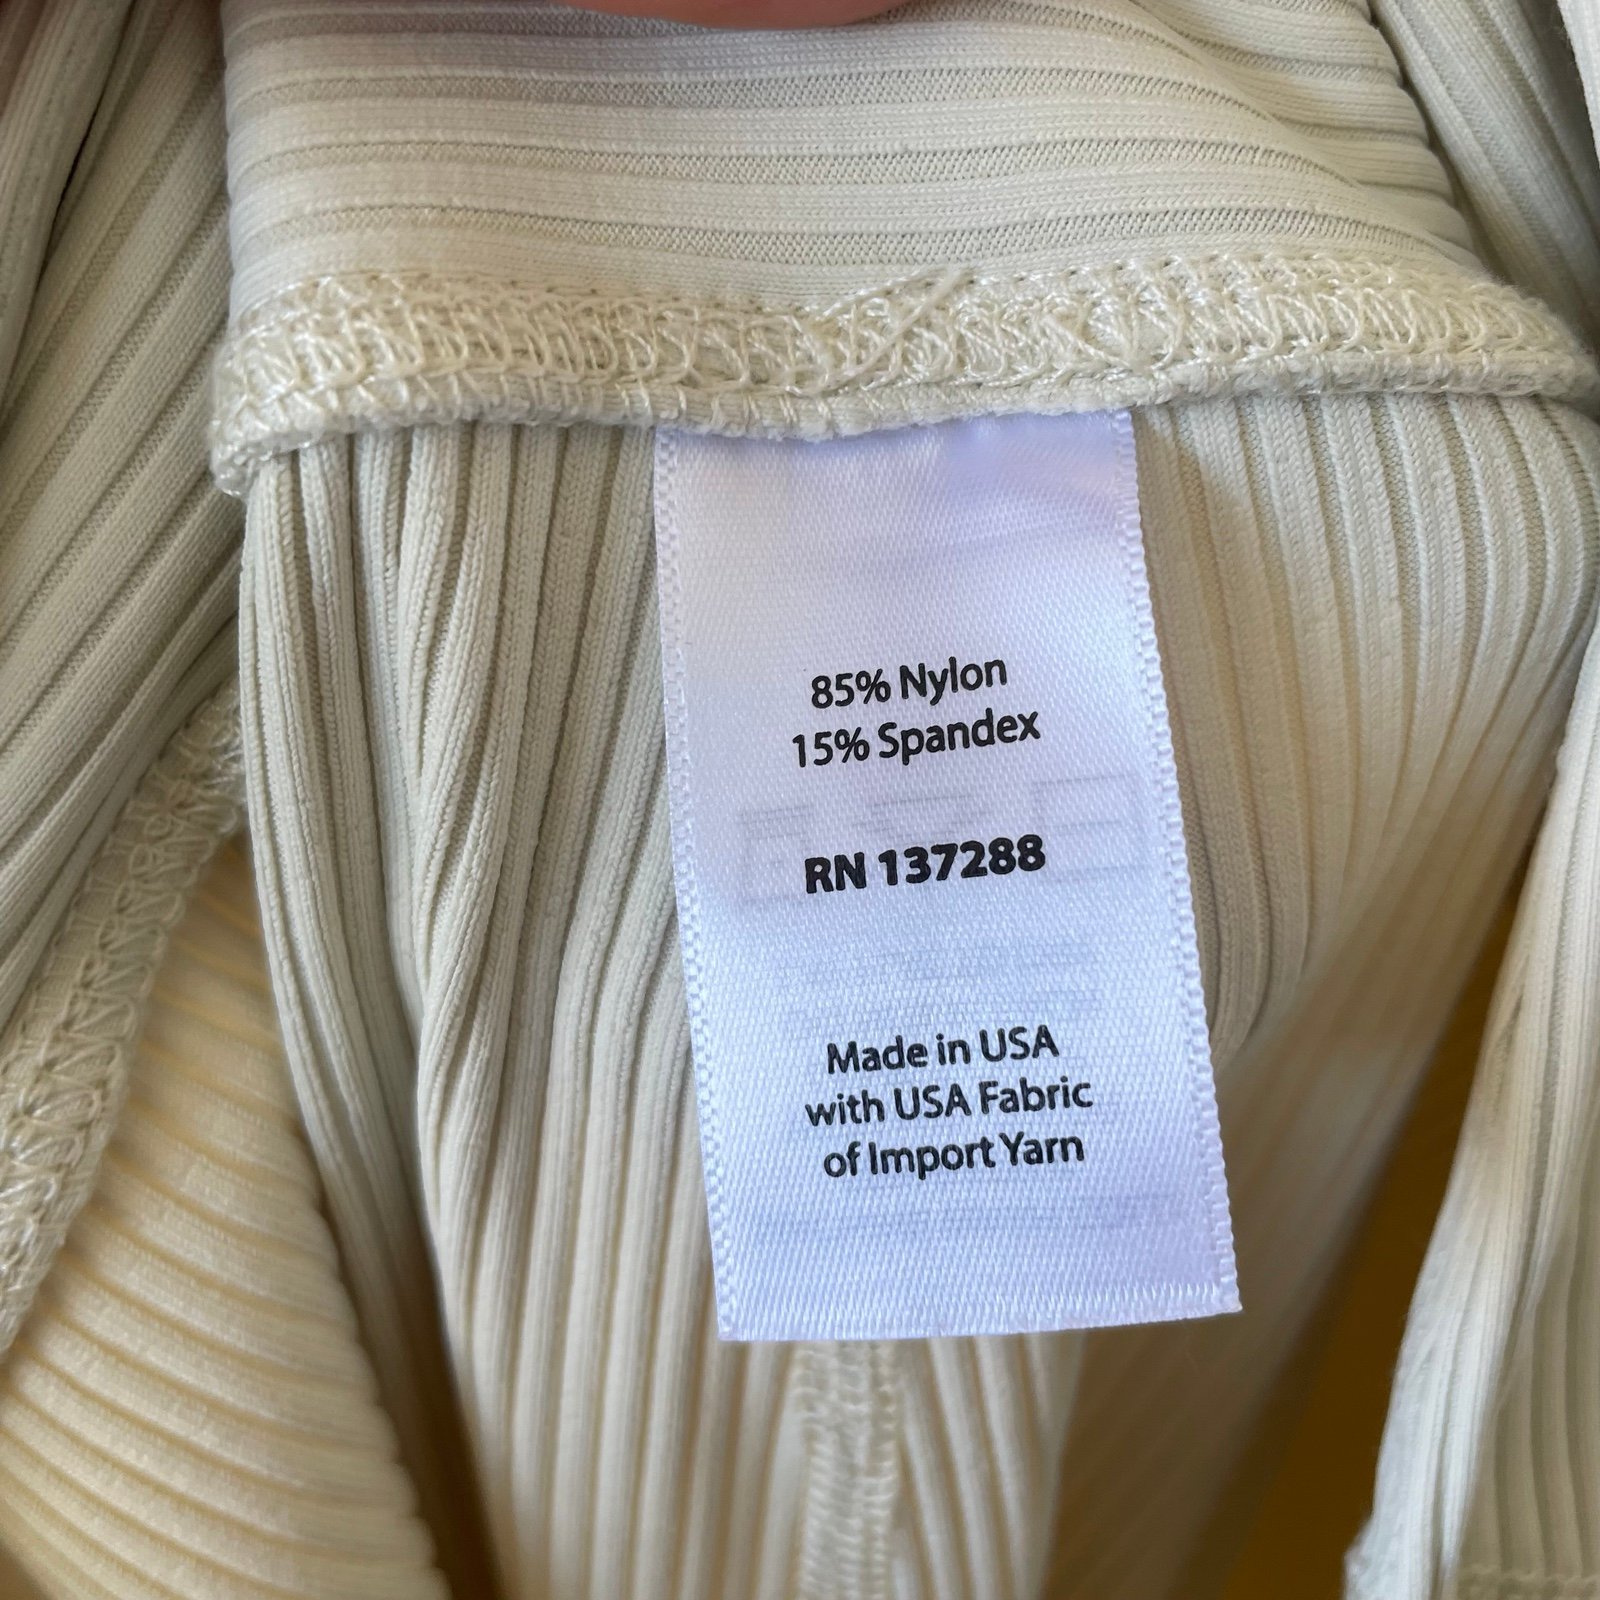 85% Nylon
15% Spandex
RN 137288
Made in USA
with USA Fabric
of Import Yarn